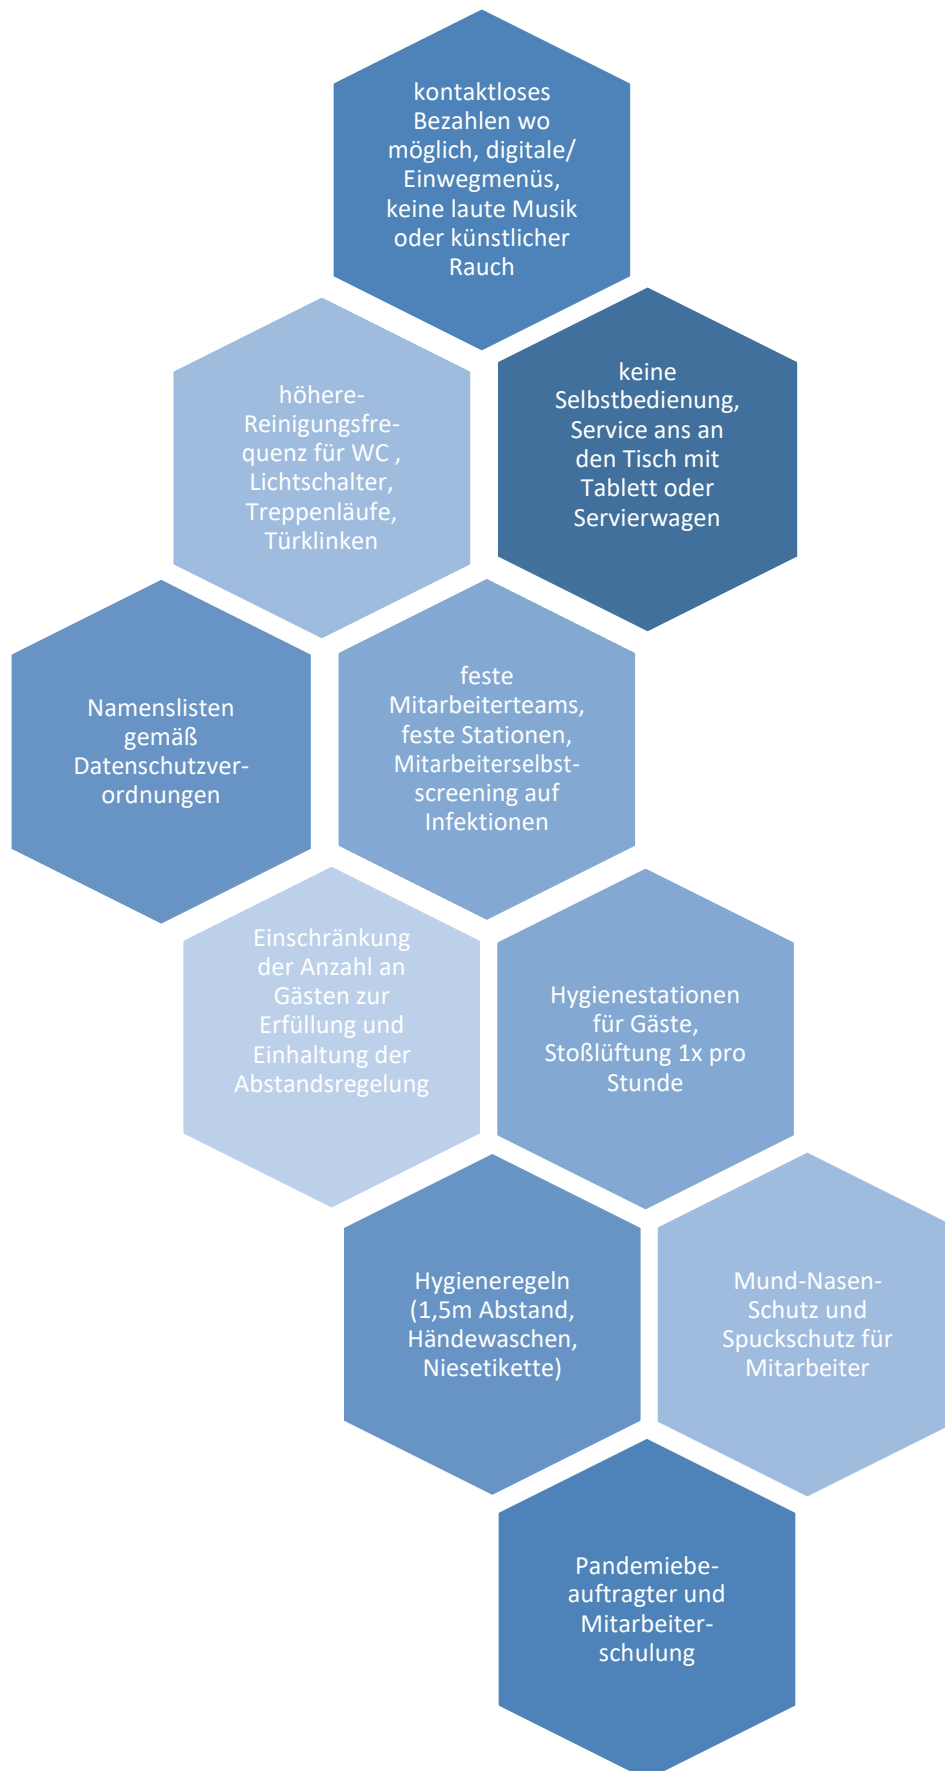 kontaktloses
Bezahlen wo
möglich, digitale/
Einwegmenüs,
keine laute Musik
oder künstlicher
Rauch
höhere-
Reinigungsfre-
quenz für WC ,
Lichtschalter,
Treppenläufe,
Türklinken
keine
Selbstbedienung,
Service ans an
den Tisch mit
Tablett oder
Servierwagen
Namenslisten
gemäß
Datenschutzver-
ordnungen
feste
Mitarbeiterteams,
feste Stationen,
Mitarbeiterselbst-
screening auf
Infektionen
Einschränkung
der Anzahl an
Gästen zur
Erfüllung und
Einhaltung der
Abstandsregelung
Hygienestationen
für Gäste,
Stoßlüftung 1x pro
Stunde
Hygieneregeln
(1,5m Abstand,
Händewaschen,
Niesetikette)
Mund-Nasen-
Schutz und
Spuckschutz für
Mitarbeiter
Pandemiebe-
auftragter und
Mitarbeiter-
schulung